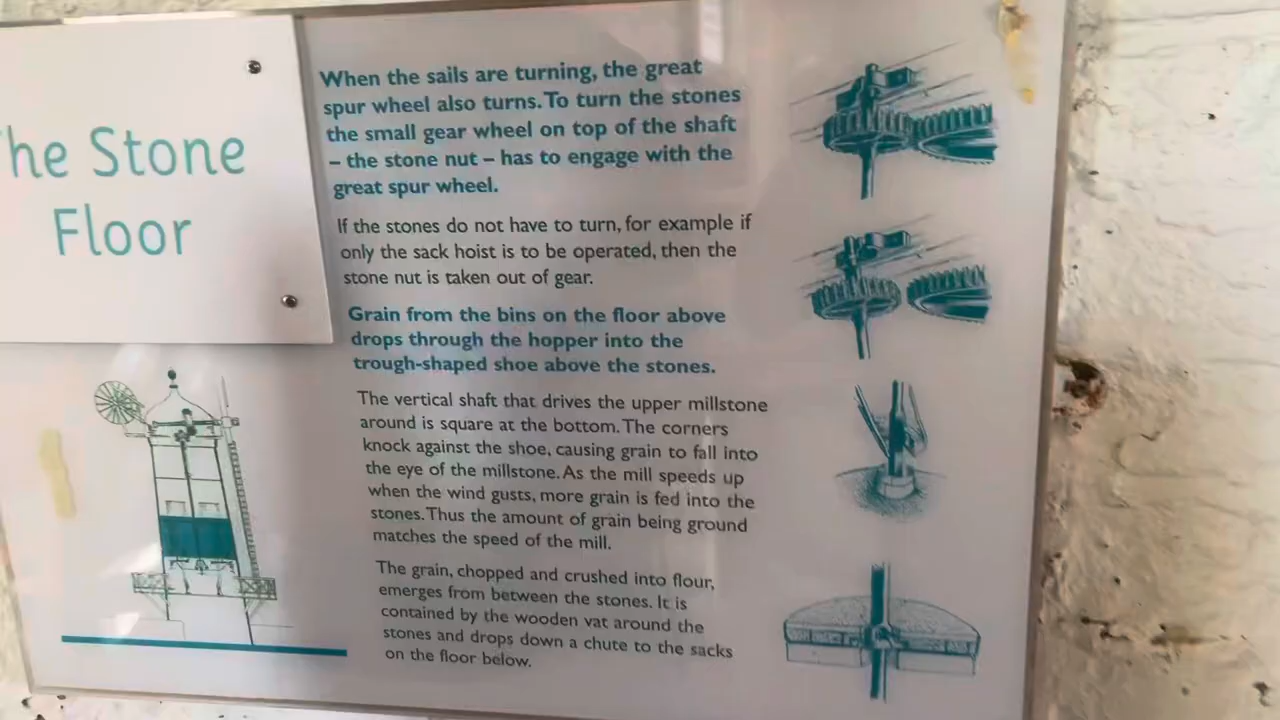 he Stone
Floor
When the sails are turning, the great
spur wheel also turns. To turn the stones
the small gear wheel on top of the shaft
– the stone nut – has to engage with the
great spur wheel.
If the stones do not have to turn, for example if
only the sack hoist is to be operated, then the
stone nut is taken out of gear.
Grain from the bins on the floor above
drops through the hopper into the
trough-shaped shoe above the stones.
The vertical shaft that drives the upper millstone
around is square at the bottom. The corners
knock against the shoe, causing grain to fall into
the eye of the millstone. As the mill speeds up
when the wind gusts, more grain is fed into the
stones. Thus the amount of grain being ground
matches the speed of the mill.
The grain, chopped and crushed into flour,
emerges from between the stones. It is
contained by the wooden vat around the
stones and drops down a chute to the sacks
on the floor below.